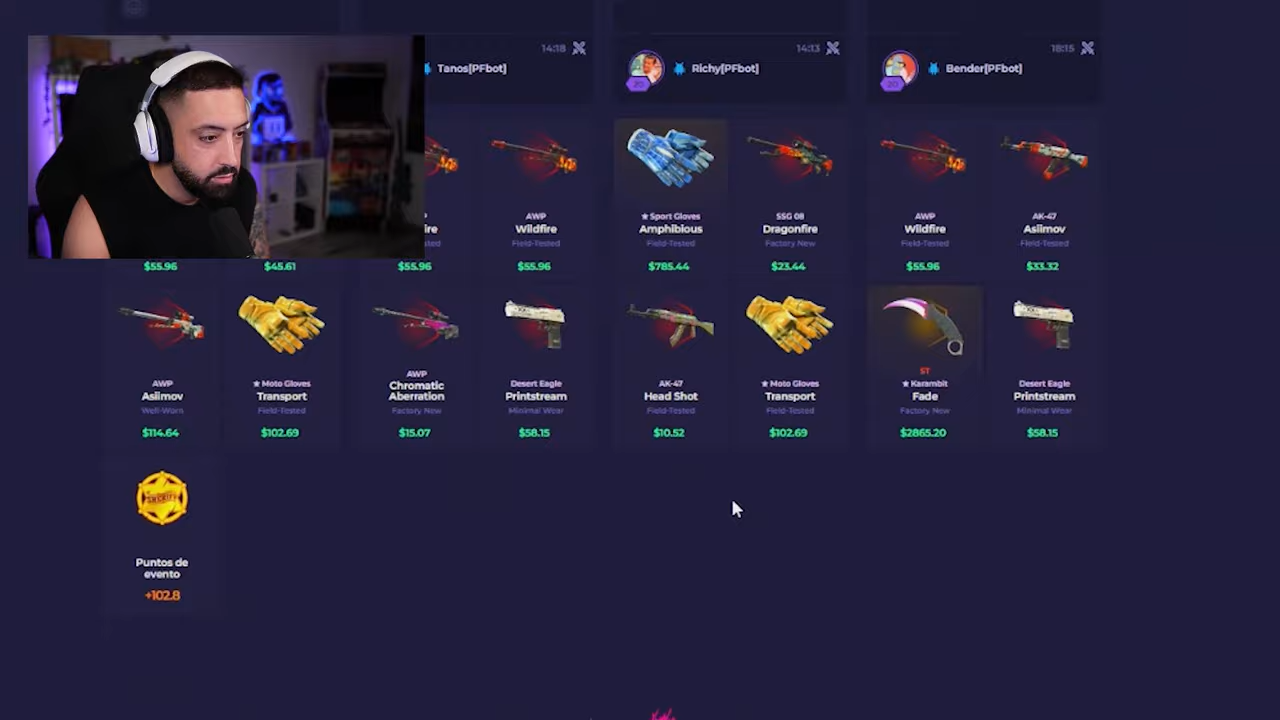 14:18
Tanos[PFbot]
14:13
20
Richy[PFbot]
18:15
20
Bender[PFbot]
$55.96
$45.61
$55.96
AWP
Wildfire
Field-Tested
$55.96
★ Sport Gloves
Amphibious
Field-Tested
$785.44
SSG 08
Dragonfire
Factory New
$23.44
AWP
Wildfire
Field-Tested
$55.96
AK-47
Asiimov
Field-Tested
$33.32
AWP
Asiimov
Well-Worn
$114.64
★ Moto Gloves
Transport
Field-Tested
$102.69
AWP
Chromatic
Aberration
Factory New
$15.07
Desert Eagle
Printstream
Minimal Wear
$58.15
AK-47
Head Shot
Field-Tested
$10.52
★ Moto Gloves
Transport
Field-Tested
$102.69
ST
★ Karambit
Fade
Factory New
$2865.20
Desert Eagle
Printstream
Minimal Wear
$58.15
SHERIFF
Puntos de
evento
+102.8